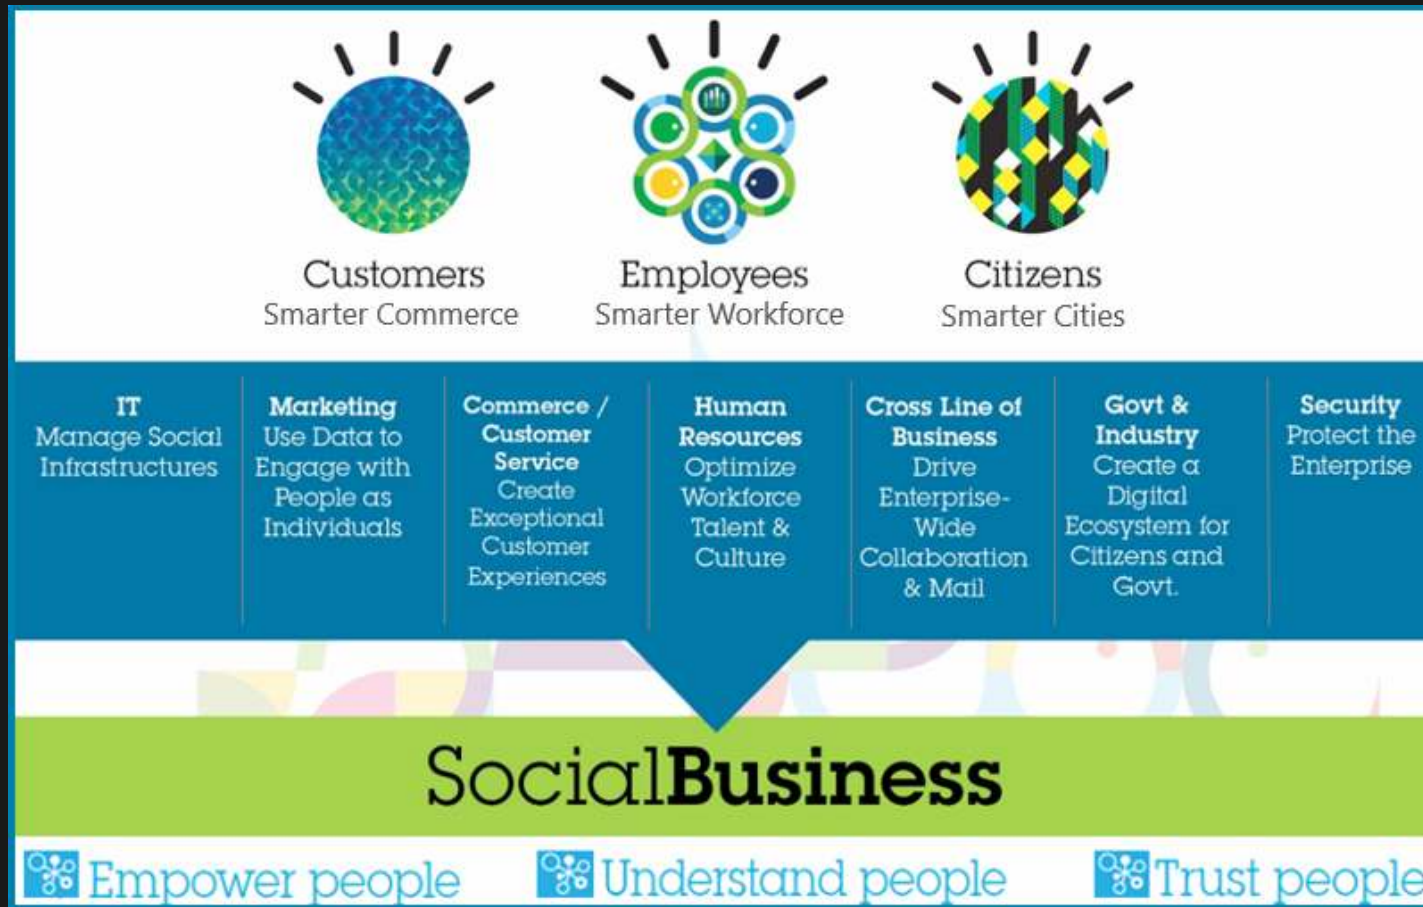 Customers
Smarter Commerce
Employees
Smarter Workforce
Citizens
Smarter Cities
IT
Manage Social
Infrastructures
Marketing
Use Data to
Engage with
People as
Individuals
Commerce /
Customer
Service
Create
Exceptional
Customer
Experiences
Human
Resources
Optimize
Workforce
Talent &
Culture
Cross Line of
Business
Drive
Enterprise-
Wide
Collaboration
& Mail
Govt &
Industry
Create a
Digital
Ecosystem for
Citizens and
Govt.
Security
Protect the
Enterprise
SocialBusiness
Empower people
Understand people
Trust people